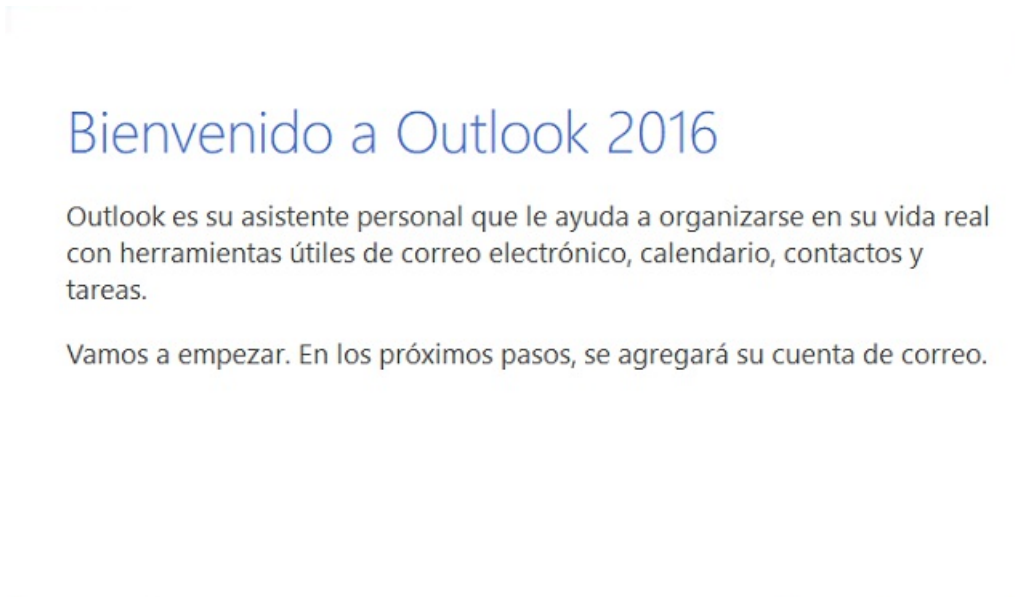 Bienvenido a Outlook 2016
Outlook es su asistente personal que le ayuda a organizarse en su vida real
con herramientas útiles de correo electrónico, calendario, contactos y
tareas.
Vamos a empezar. En los próximos pasos, se agregará su cuenta de correo.